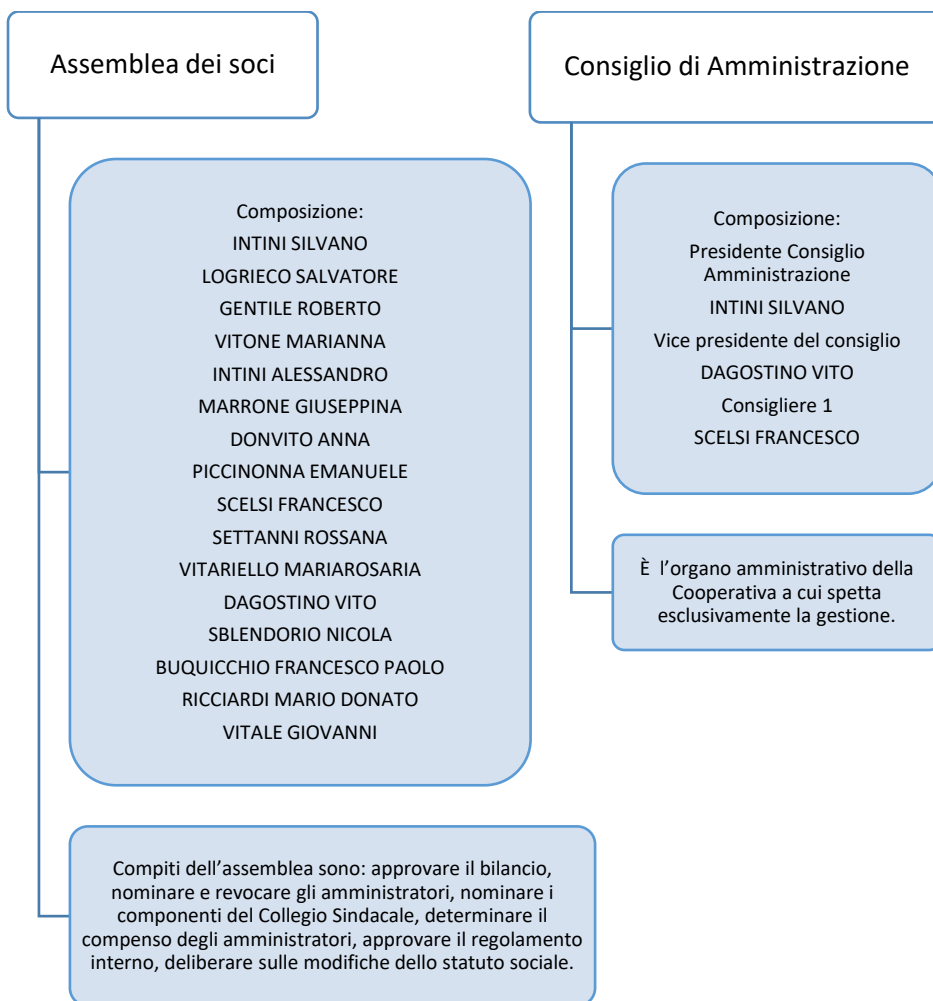 Assemblea dei soci
Composizione:
INTINI SILVANO
LOGRIECO SALVATORE
GENTILE ROBERTO
VITONE MARIANNA
INTINI ALESSANDRO
MARRONE GIUSEPPINA
DONVITO ANNA
PICCINONNA EMANUELE
SCELSI FRANCESCO
SETTANNI ROSSANA
VITARIELLO MARIAROSARIA
DAGOSTINO VITO
SBLENDORIO NICOLA
BUQUICCHIO FRANCESCO PAOLO
RICCIARDI MARIO DONATO
VITALE GIOVANNI
Compiti dell’assemblea sono: approvare il bilancio,
nominare e revocare gli amministratori, nominare i
componenti del Collegio Sindacale, determinare il
compenso degli amministratori, approvare il regolamento
interno, deliberare sulle modifiche dello statuto sociale.
Consiglio di Amministrazione
Composizione:
Presidente Consiglio
Amministrazione
INTINI SILVANO
Vice presidente del consiglio
DAGOSTINO VITO
Consigliere 1
SCELSI FRANCESCO
È l’organo amministrativo della
Cooperativa a cui spetta
esclusivamente la gestione.